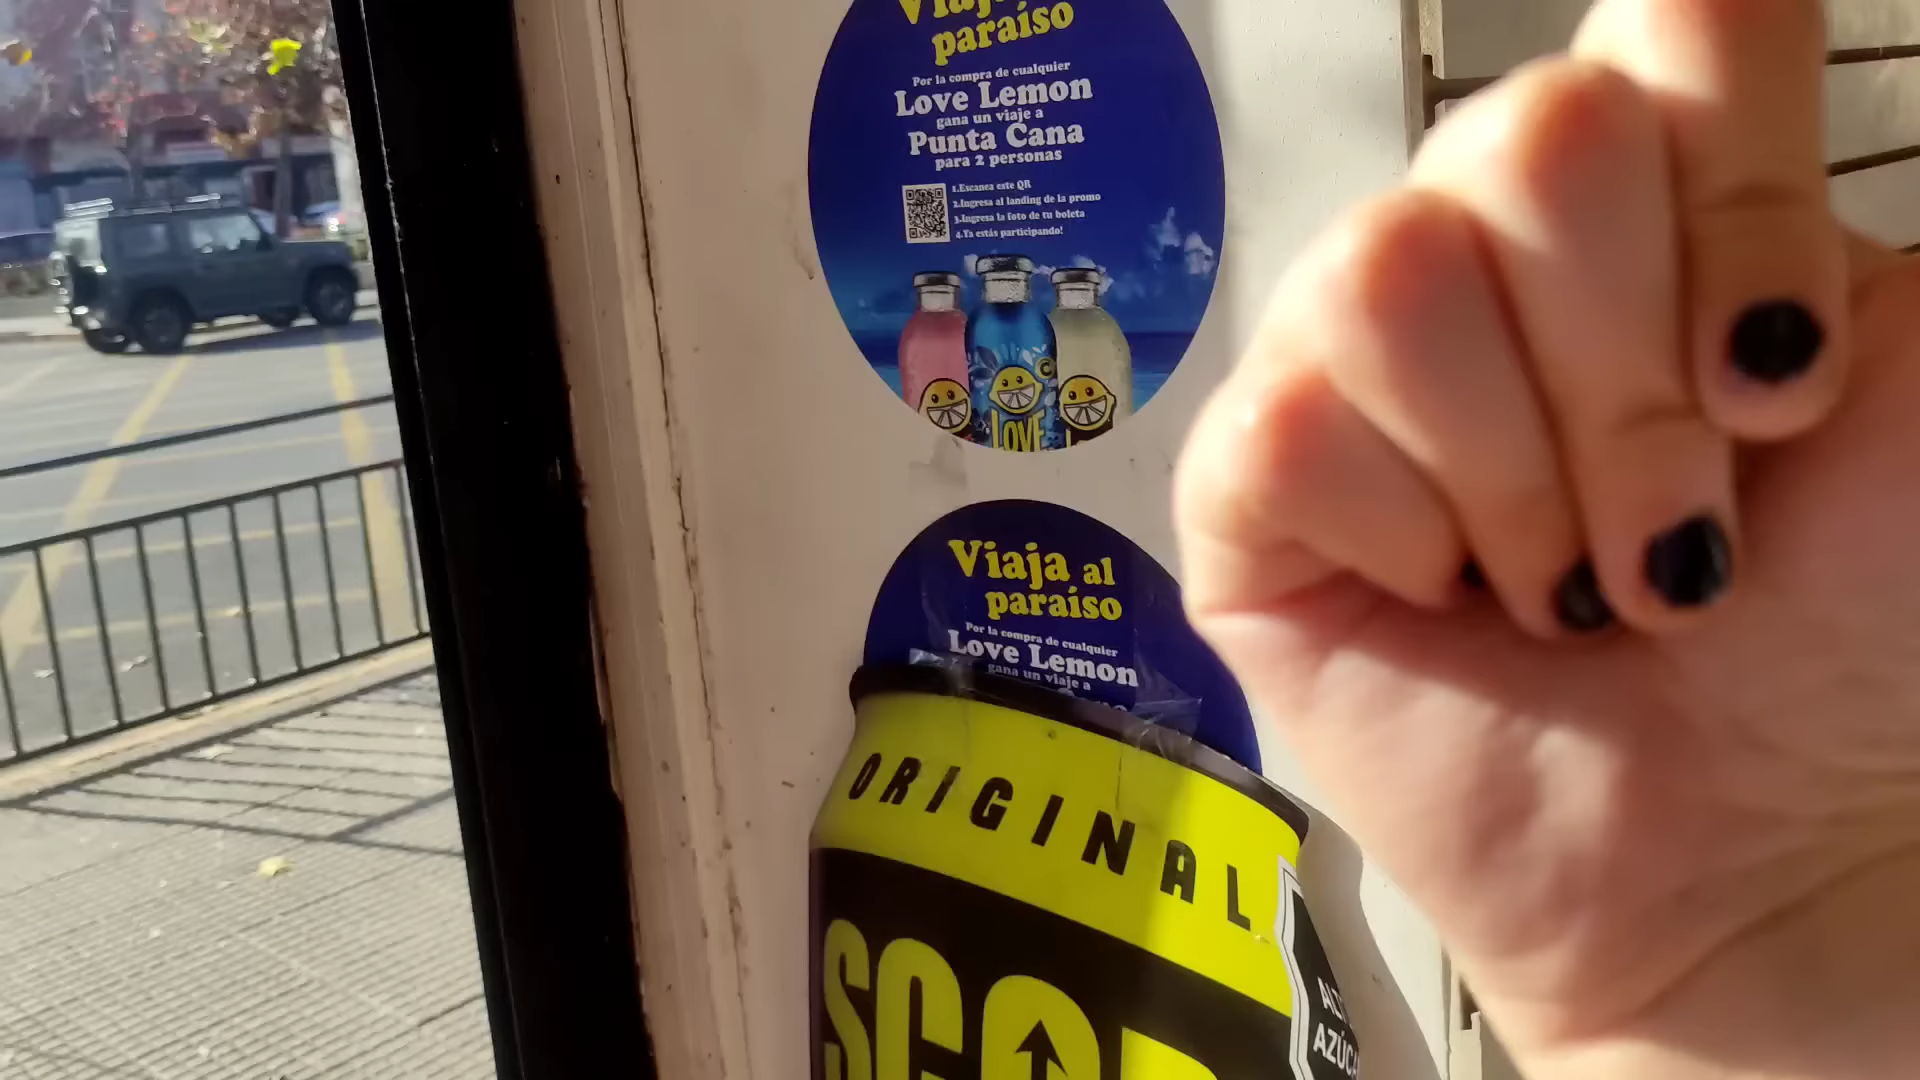 paraíso
Por la compra de cualquier
Love Lemon
gana un viaje a
Punta Cana
para 2 personas
1.Escanea este QR
2.Ingresa al landing de la promo
3.Ingresa la foto de tu boleta
4.Ya estás participando!
LOVE
Viaja al
paraíso
Por la compra de cualquier
Love Lemon
gana un viaje a
ORIGINAL